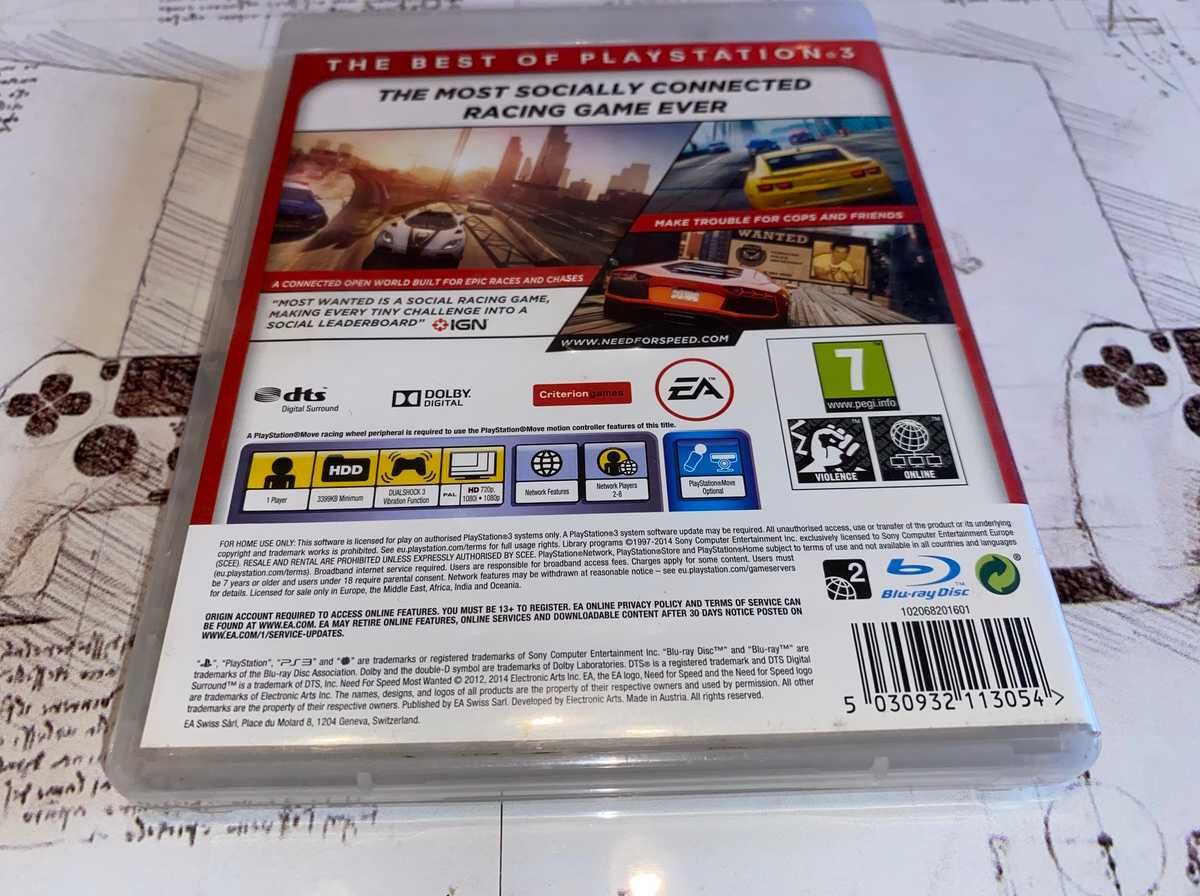 THE BEST OF PLAYSTATION®3
THE MOST SOCIALLY CONNECTED
RACING GAME EVER
MAKE TROUBLE FOR COPS AND FRIENDS
WANTED
A CONNECTED OPEN WORLD BUILT FOR EPIC RACES AND CHASES
"MOST WANTED IS A SOCIAL RACING GAME,
MAKING EVERY TINY CHALLENGE INTO A
SOCIAL LEADERBOARD" IGN
WWW.NEEDFORSPEED.COM
dts
Digital Surround
DOLBY
DIGITAL
Criteriongames
EA™
7
www.pegi.info
VIOLENCE
ONLINE
A PlayStation®Move racing wheel peripheral is required to use the PlayStation®Move motion controller features of this title.
1 Player
HDD
3399KB Minimum
DUALSHOCK 3
Vibration Function
PAL HD 720p,
1080i • 1080p
Network Features
Network Players
2-8
PlayStation®Move
Optional
FOR HOME USE ONLY: This software is licensed for play on authorised PlayStation®3 systems only. A PlayStation®3 system software update may be required. All unauthorised access, use or transfer of the product or its underlying
copyright and trademark works is prohibited. See eu.playstation.com/terms for full usage rights. Library programs ©1997-2014 Sony Computer Entertainment Inc. exclusively licensed to Sony Computer Entertainment Europe
(SCEE). RESALE AND RENTAL ARE PROHIBITED UNLESS EXPRESSLY AUTHORISED BY SCEE. PlayStation®Network, PlayStation®Store and PlayStation®Home subject to terms of use and not available in all countries and languages
(eu.playstation.com/terms). Broadband internet service required. Users are responsible for broadband access fees. Charges apply for some content. Users must
be 7 years or older and users under 18 require parental consent. Network features may be withdrawn at reasonable notice – see eu.playstation.com/gameservers
for details. Licensed for sale only in Europe, the Middle East, Africa, India and Oceania.
ORIGIN ACCOUNT REQUIRED TO ACCESS ONLINE FEATURES. YOU MUST BE 13+ TO REGISTER. EA ONLINE PRIVACY POLICY AND TERMS OF SERVICE CAN
BE FOUND AT WWW.EA.COM. EA MAY RETIRE ONLINE FEATURES, ONLINE SERVICES AND DOWNLOADABLE CONTENT AFTER 30 DAYS NOTICE POSTED ON
WWW.EA.COM/1/SERVICE-UPDATES.
2
Blu-ray Disc™
®
102068201601
"PlayStation", "PS3" and are trademarks or registered trademarks of Sony Computer Entertainment Inc. "Blu-ray Disc™" and "Blu-ray™" are
trademarks of the Blu-ray Disc Association. Dolby and the double-D symbol are trademarks of Dolby Laboratories. DTS® is a registered trademark and DTS Digital
Surround™ is a trademark of DTS, Inc. Need For Speed Most Wanted © 2012, 2014 Electronic Arts Inc. EA, the EA logo, Need for Speed and the Need for Speed logo
are trademarks of Electronic Arts Inc. The names, designs, and logos of all products are the property of their respective owners and used by permission. All other
trademarks are the property of their respective owners. Published by EA Swiss Sarl. Developed by Electronic Arts. Made in Austria. All rights reserved.
EA Swiss Sàrl, Place du Molard 8, 1204 Geneva, Switzerland.
5 030932 113054 >